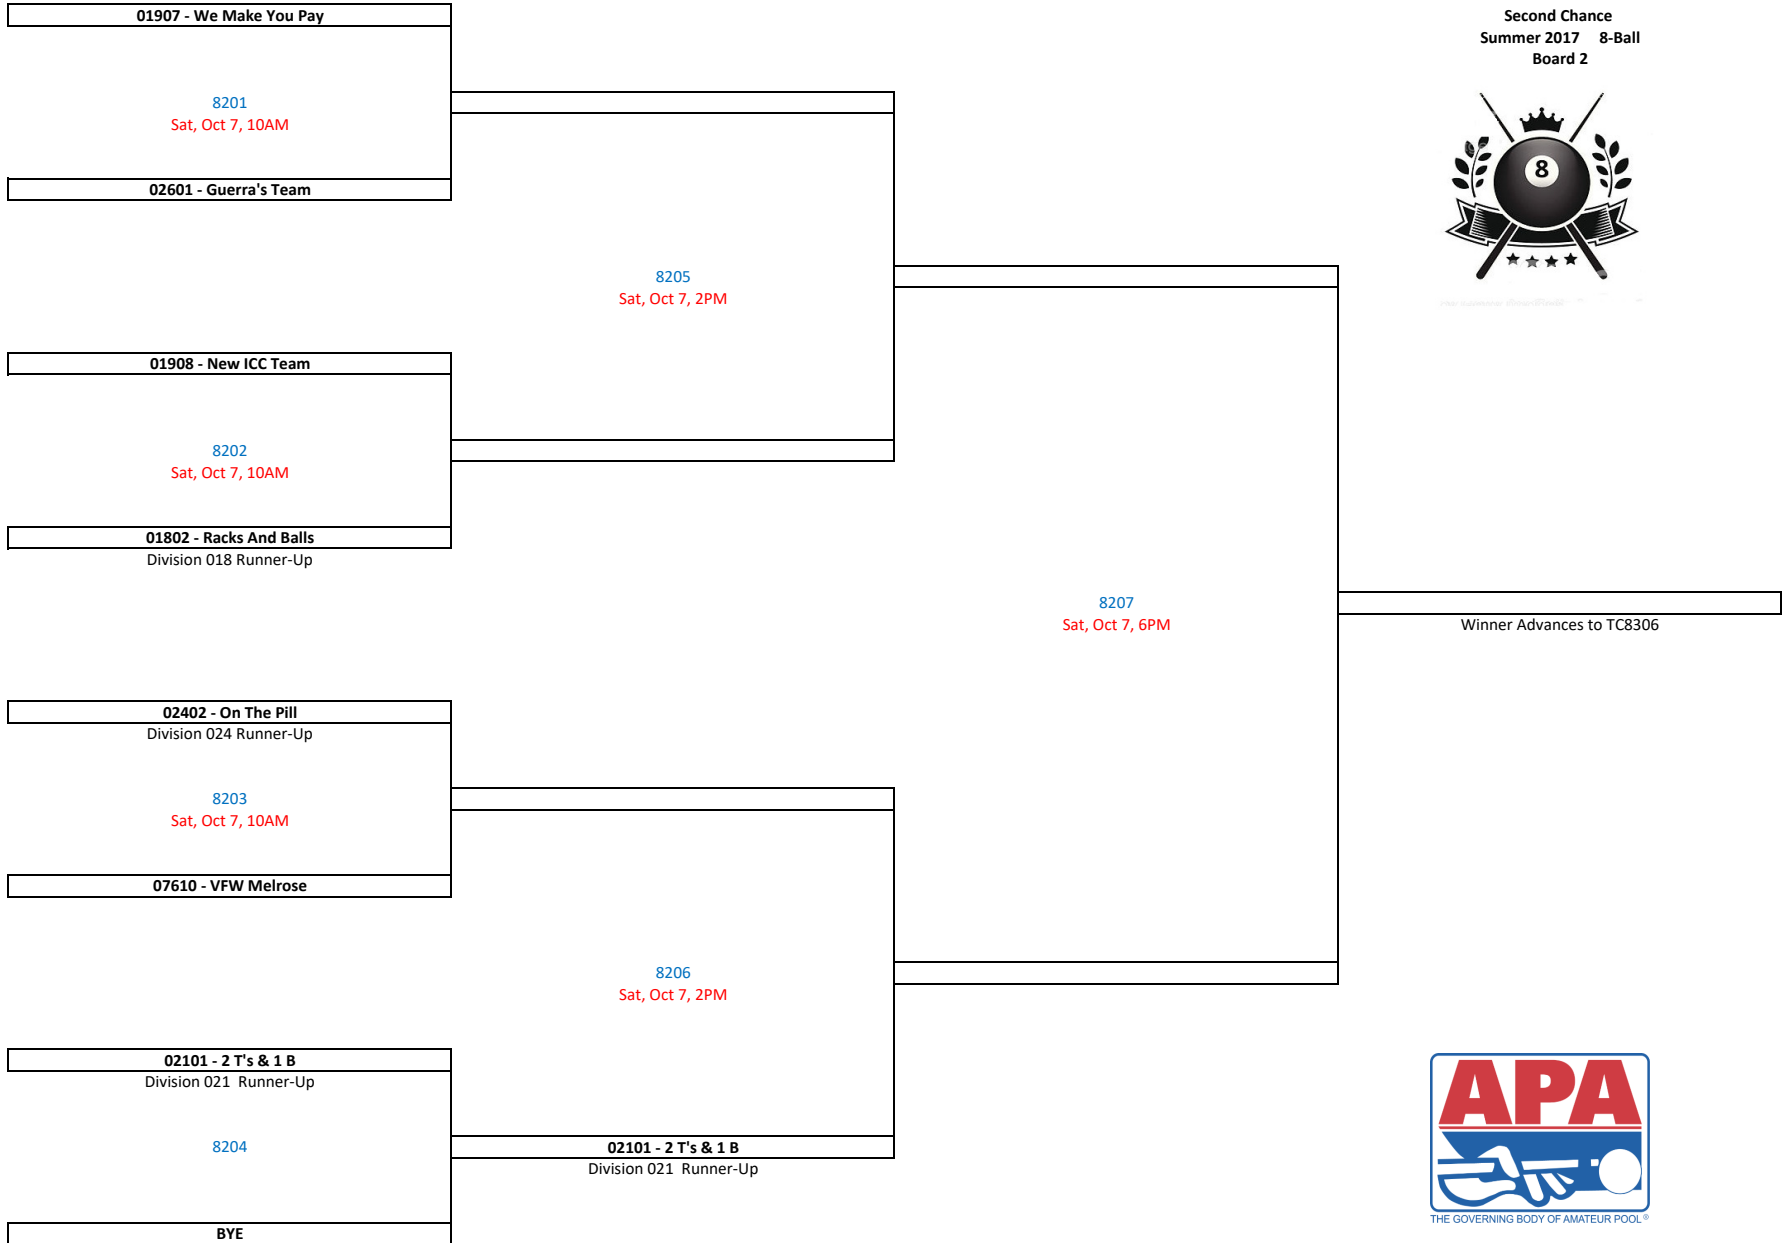 01907 - We Make You Pay
Second Chance
Summer 2017 8-Ball
Board 2
8201
Sat, Oct 7, 10AM
8
02601 - Guerra's Team
8205
Sat, Oct 7, 2PM
01908 - New ICC Team
8202
Sat, Oct 7, 10AM
01802 - Racks And Balls
Division 018 Runner-Up
8207
Sat, Oct 7, 6PM
Winner Advances to TC8306
02402 - On The Pill
Division 024 Runner-Up
8203
Sat, Oct 7, 10AM
07610 - VFW Melrose
8206
Sat, Oct 7, 2PM
02101 - 2 T's & 1 B
Division 021 Runner-Up
8204
02101 - 2 T's & 1 B
Division 021 Runner-Up
BYE
APA
THE GOVERNING BODY OF AMATEUR POOL®